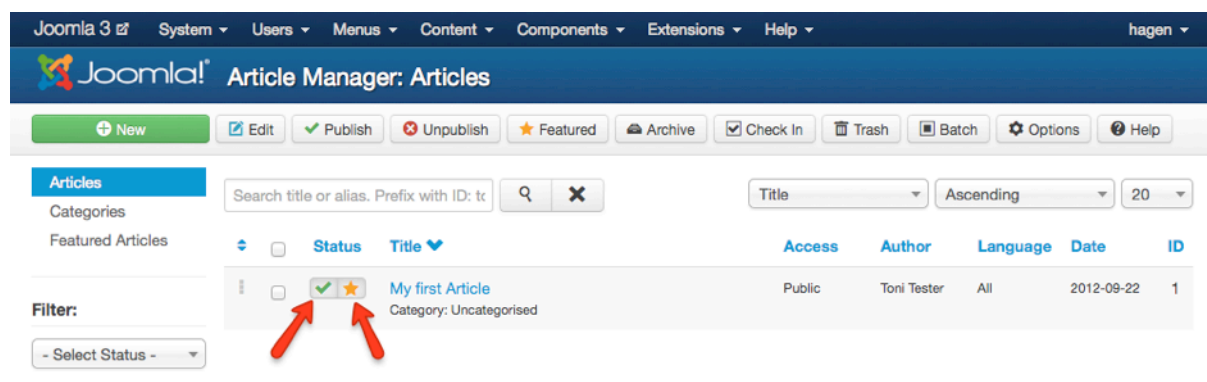 Joomla 3 System Users Menus Content Components Extensions Help hagen
Joomla!® Article Manager: Articles
New Edit Publish Unpublish Featured Archive Check In Trash Batch Options Help
Articles
Categories
Featured Articles
Search title or alias. Prefix with ID: Title Ascending 20
Status Title Access Author Language Date ID
My first Article Public Toni Tester All 2012-09-22 1
Category: Uncategorised
Filter:
- Select Status -